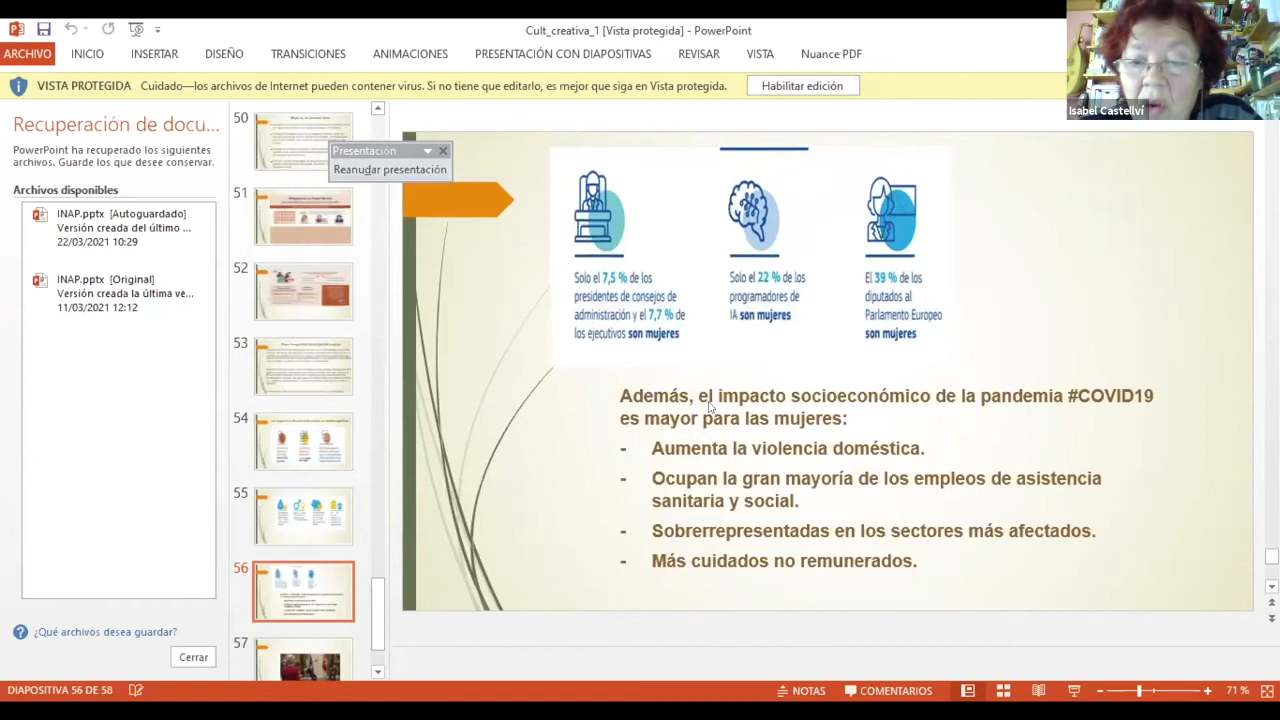 Cult_creativa_1 [Vista protegida] - PowerPoint
ARCHIVO INICIO INSERTAR DISEÑO TRANSICIONES ANIMACIONES PRESENTACIÓN CON DIAPOSITIVAS REVISAR VISTA Nuance PDF
VISTA PROTEGIDA Cuidado—los archivos de Internet pueden contener virus. Si no tiene que editarlo, es mejor que siga en Vista protegida. Habilitar edición
Isabel Castellví
Recuperación de docu...
PowerPoint ha recuperado los siguientes
archivos. Guarde los que desee conservar.
Archivos disponibles
INAP.pptx [Autoguardado]
Versión creada del último ...
22/03/2021 10:29
INAP.pptx [Original]
Versión creada la última ve...
11/03/2021 12:12
¿Qué archivos desea guardar?
Cerrar
50
51
52
53
54
55
56
57
Presentación
Reanudar presentación
Solo el 7,5 % de los
presidentes de consejos de
administración y el 7,7 % de
los ejecutivos son mujeres
Solo el 22 % de los
programadores de
IA son mujeres
El 39 % de los
diputados al
Parlamento Europeo
son mujeres
Además, el impacto socioeconómico de la pandemia #COVID19
es mayor para las mujeres:
- Aumenta la violencia doméstica.
- Ocupan la gran mayoría de los empleos de asistencia
sanitaria y social.
- Sobrerrepresentadas en los sectores más afectados.
- Más cuidados no remunerados.
DIAPOSITIVA 56 DE 58 NOTAS COMENTARIOS 71 %